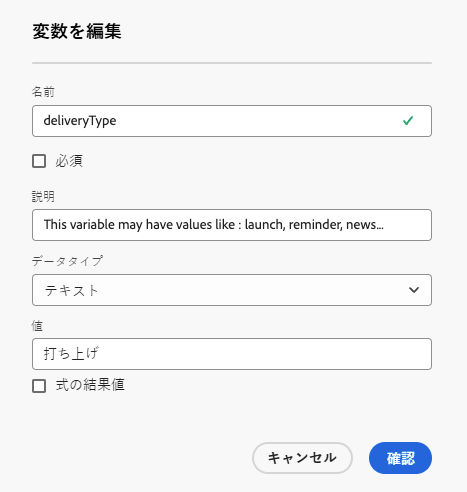 変数を編集
名前
deliveryType
必須
説明
This variable may have values like : launch, reminder, news...
データタイプ
テキスト
値
打ち上げ
式の結果値
キャンセル
確認